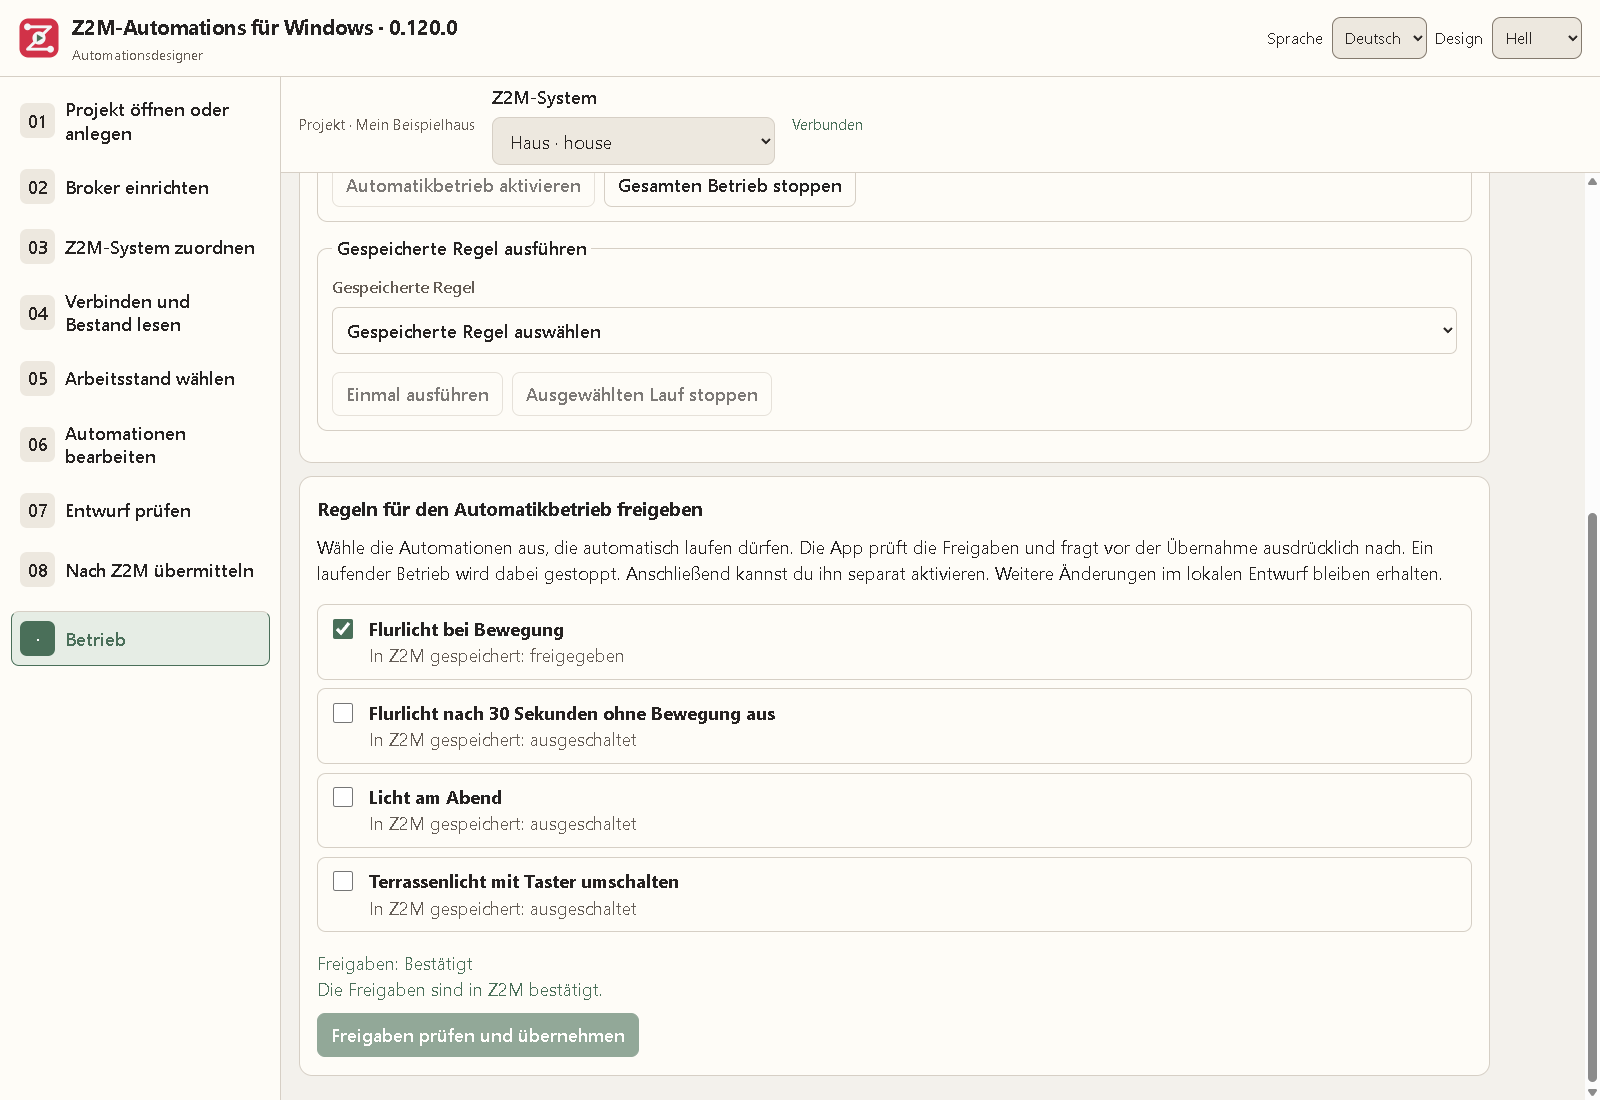 Z2M-Automations für Windows · 0.120.0
Automationsdesigner
Sprache
Deutsch
Design
Hell
01
Projekt öffnen oder
anlegen
02
Broker einrichten
03
Z2M-System zuordnen
04
Verbinden und
Bestand lesen
05
Arbeitsstand wählen
06
Automationen
bearbeiten
07
Entwurf prüfen
08
Nach Z2M übermitteln
Betrieb
Projekt · Mein Beispielhaus
Z2M-System
Haus · house
Verbunden
Automatikbetrieb aktivieren
Gesamten Betrieb stoppen
Gespeicherte Regel ausführen
Gespeicherte Regel
Gespeicherte Regel auswählen
Einmal ausführen
Ausgewählten Lauf stoppen
Regeln für den Automatikbetrieb freigeben
Wähle die Automationen aus, die automatisch laufen dürfen. Die App prüft die Freigaben und fragt vor der Übernahme ausdrücklich nach. Ein
laufender Betrieb wird dabei gestoppt. Anschließend kannst du ihn separat aktivieren. Weitere Änderungen im lokalen Entwurf bleiben erhalten.
Flurlicht bei Bewegung
In Z2M gespeichert: freigegeben
Flurlicht nach 30 Sekunden ohne Bewegung aus
In Z2M gespeichert: ausgeschaltet
Licht am Abend
In Z2M gespeichert: ausgeschaltet
Terrassenlicht mit Taster umschalten
In Z2M gespeichert: ausgeschaltet
Freigaben: Bestätigt
Die Freigaben sind in Z2M bestätigt.
Freigaben prüfen und übernehmen